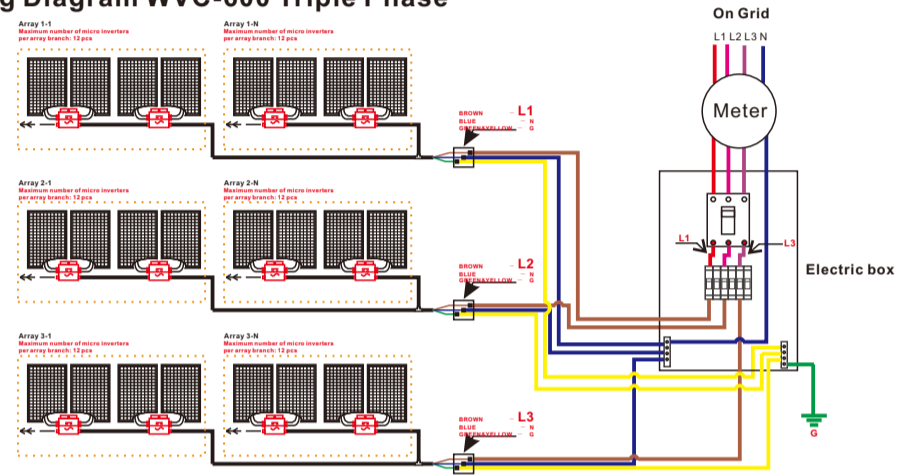 g Diagram WVC-600 Triple Phase
Array 1-1
Maximum number of micro inverters
per array branch: 12 pcs
Array 1-N
Maximum number of micro inverters
per array branch: 12 pcs
BROWN - L1
BLUE - N
GREEN&YELLOW - G
On Grid
L1 L2 L3 N
Meter
Array 2-1
Maximum number of micro inverters
per array branch: 12 pcs
Array 2-N
Maximum number of micro inverters
per array branch: 12 pcs
BROWN - L2
BLUE - N
GREEN&YELLOW - G
L1
L3
Electric box
Array 3-1
Maximum number of micro inverters
per array branch: 12 pcs
Array 3-N
Maximum number of micro inverters
per array branch: 12 pcs
BROWN - L3
BLUE - N
GREEN&YELLOW - G
G